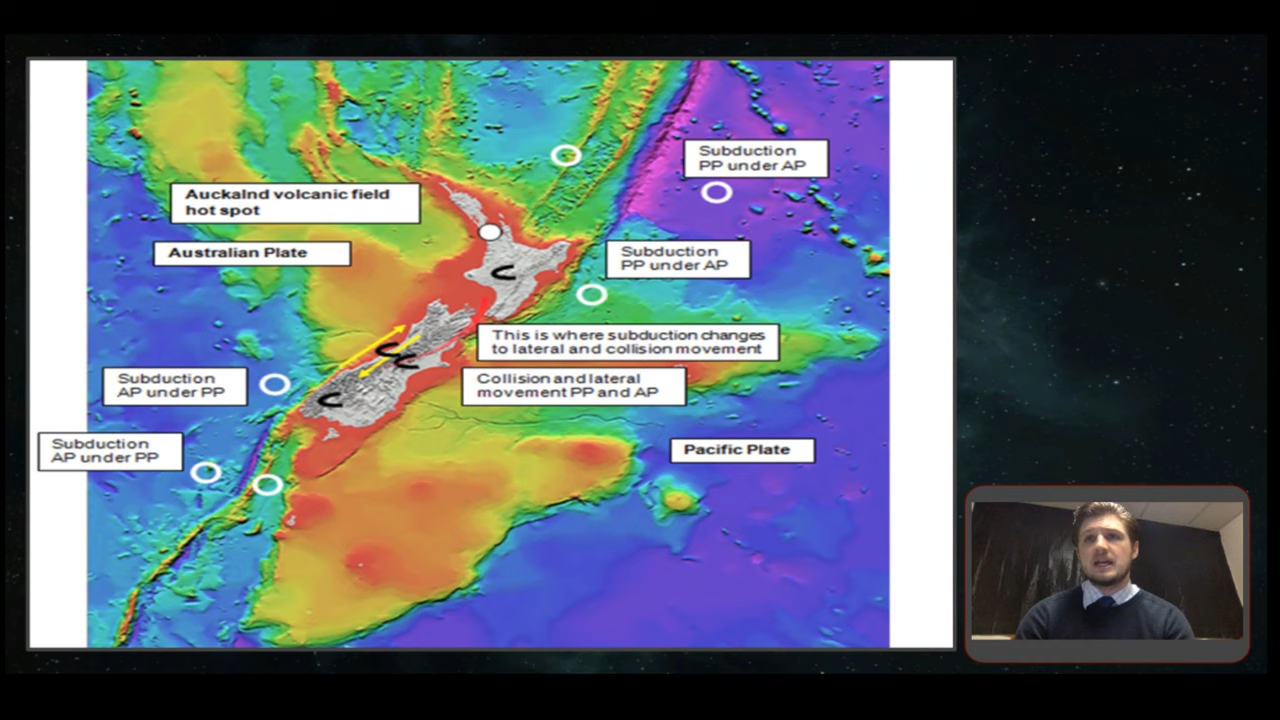 Subduction
PP under AP
Auckalnd volcanic field
hot spot
Australian Plate
Subduction
PP under AP
This is where subduction changes
to lateral and collision movement
Subduction
AP under PP
Collision and lateral
movement PP and AP
Subduction
AP under PP
Pacific Plate